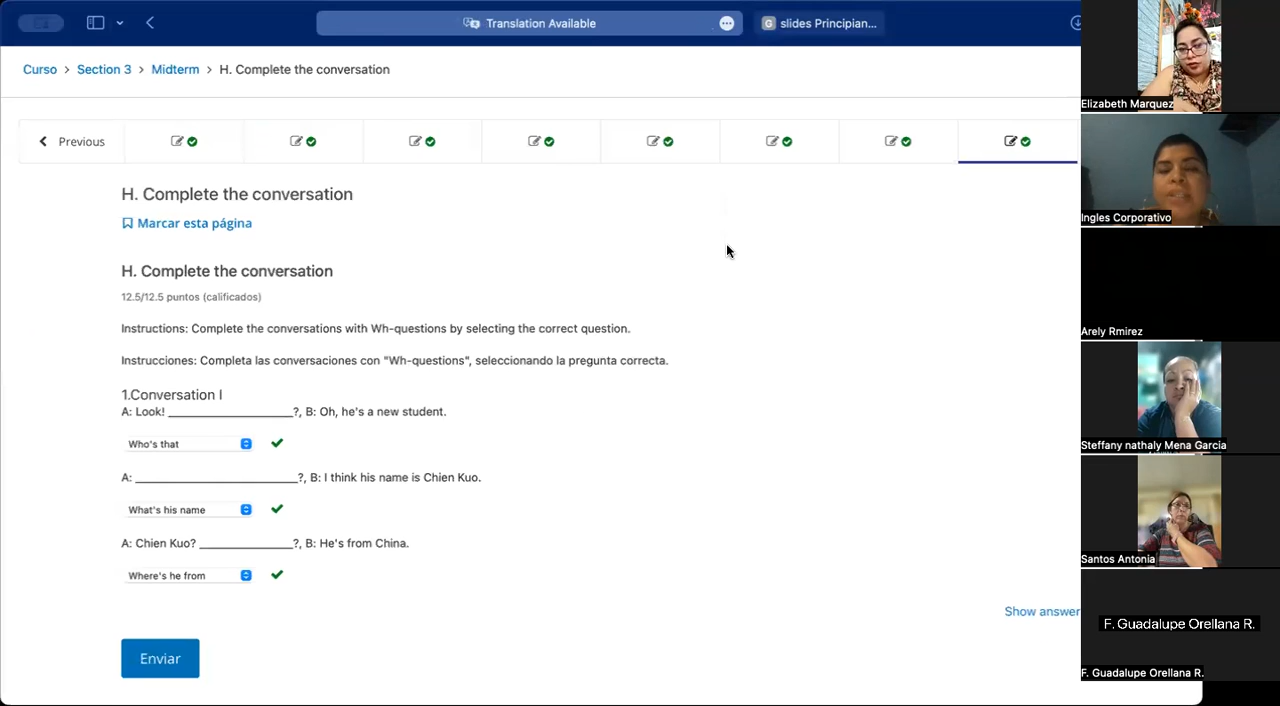 Translation Available
slides Principian...
Curso > Section 3 > Midterm > H. Complete the conversation
Previous
H. Complete the conversation
Marcar esta página
H. Complete the conversation
12.5/12.5 puntos (calificados)
Instructions: Complete the conversations with Wh-questions by selecting the correct question.
Instrucciones: Completa las conversaciones con "Wh-questions", seleccionando la pregunta correcta.
1.Conversation I
A: Look! ____________________?, B: Oh, he's a new student.
Who's that
A: __________________________?, B: I think his name is Chien Kuo.
What's his name
A: Chien Kuo? _______________?, B: He's from China.
Where's he from
Show answer
Enviar
Elizabeth Marquez
Ingles Corporativo
Arely Rmirez
Steffany nathaly Mena Garcia
Santos Antonia
F. Guadalupe Orellana R.
F. Guadalupe Orellana R.